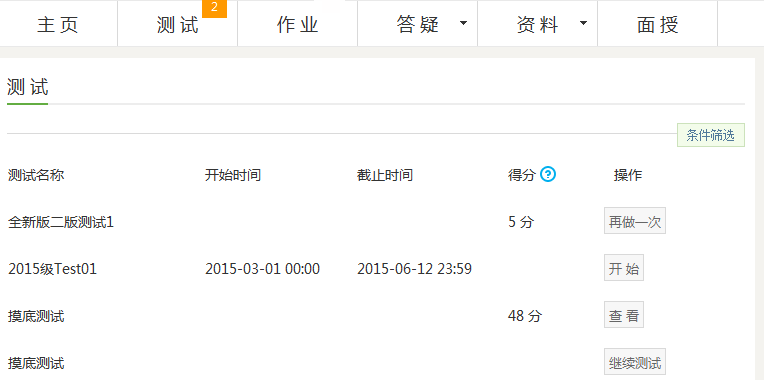 主 页 测 试 2 作 业 答 疑 资 料 面 授
测 试
条件筛选
测试名称 开始时间 截止时间 得分 ? 操作
全新版二版测试1 5 分 再做一次
2015级Test01 2015-03-01 00:00 2015-06-12 23:59 开 始
摸底测试 48 分 查 看
摸底测试 继续测试